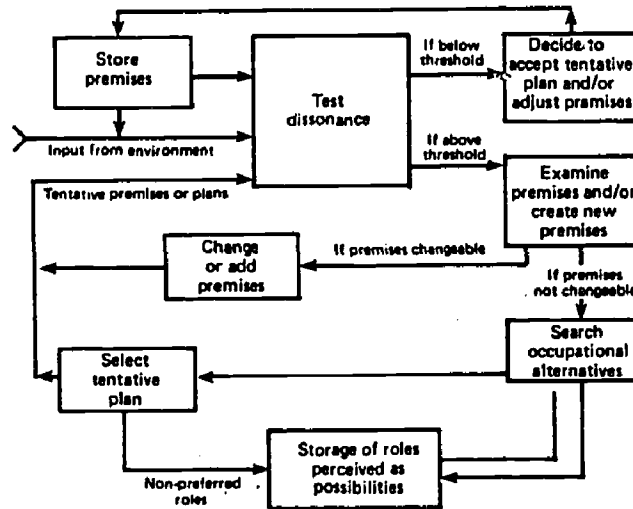 Store
premises
Test
dissonance
If below
threshold
Decide to
accept tentative
plan and/or
adjust premises
Input from environment
If above
threshold
Tentative premises or plans
Examine
premises and/or
create new
premises
Change
or add
premises
If premises changeable
If premises
not changeable
Select
tentative
plan
Search
occupational
alternatives
Non-preferred
roles
Storage of roles
perceived as
possibilities